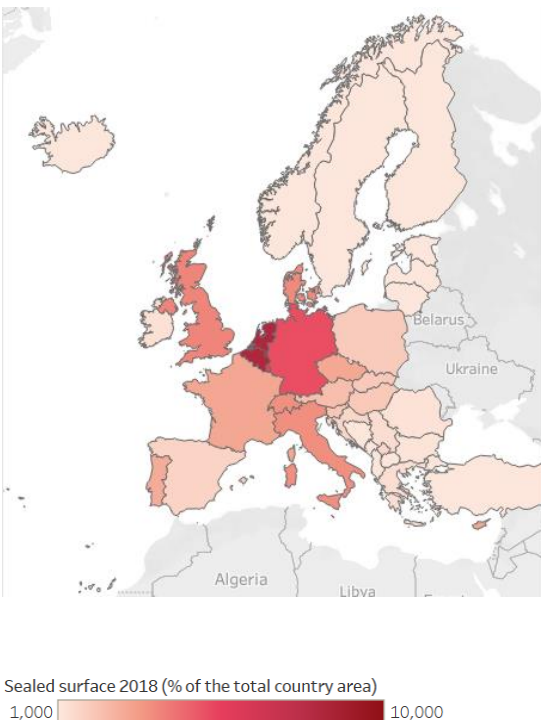 Belarus
Ukraine
Algeria
Libya
Sealed surface 2018 (% of the total country area)
1,000 10,000